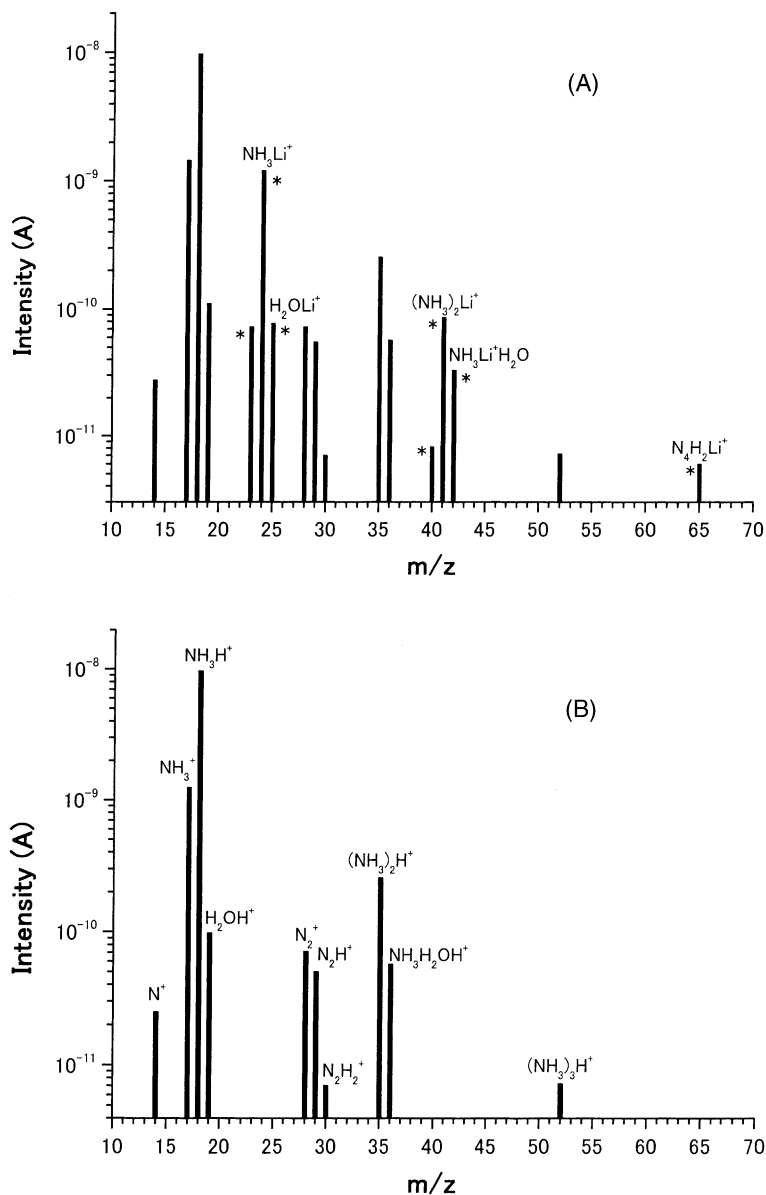 (A)
Intensity (A)
10⁻⁸
10⁻⁹
10⁻¹⁰
10⁻¹¹
NH₃Li⁺
*
*
H₂OLi⁺
*
(NH₃)₂Li⁺
*
NH₃Li⁺H₂O
*
*
N₄H₂Li⁺
*
10 15 20 25 30 35 40 45 50 55 60 65 70
m/z
(B)
Intensity (A)
10⁻⁸
10⁻⁹
10⁻¹⁰
10⁻¹¹
NH₃H⁺
NH₃⁺
(NH₃)₂H⁺
H₂OH⁺
N₂⁺
N₂H⁺
NH₃H₂OH⁺
N⁺
N₂H₂⁺
(NH₃)₃H⁺
10 15 20 25 30 35 40 45 50 55 60 65 70
m/z